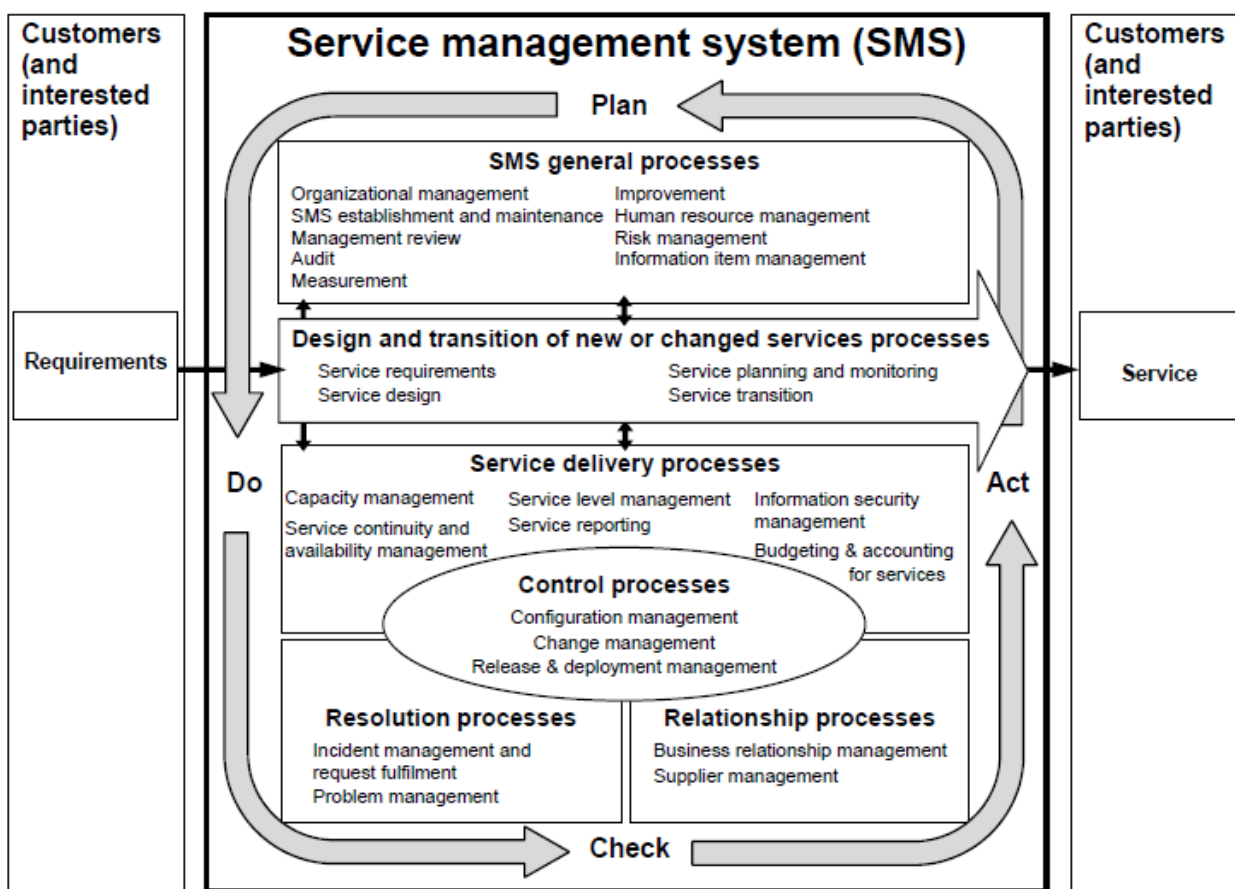 Customers
(and
interested
parties)
Requirements
Service management system (SMS)
Plan
SMS general processes
Organizational management
SMS establishment and maintenance
Management review
Audit
Measurement
Improvement
Human resource management
Risk management
Information item management
Design and transition of new or changed services processes
Service requirements
Service design
Service planning and monitoring
Service transition
Do
Act
Service delivery processes
Capacity management
Service continuity and
availability management
Service level management
Service reporting
Information security
management
Budgeting & accounting
for services
Control processes
Configuration management
Change management
Release & deployment management
Resolution processes
Incident management and
request fulfilment
Problem management
Relationship processes
Business relationship management
Supplier management
Check
Customers
(and
interested
parties)
Service